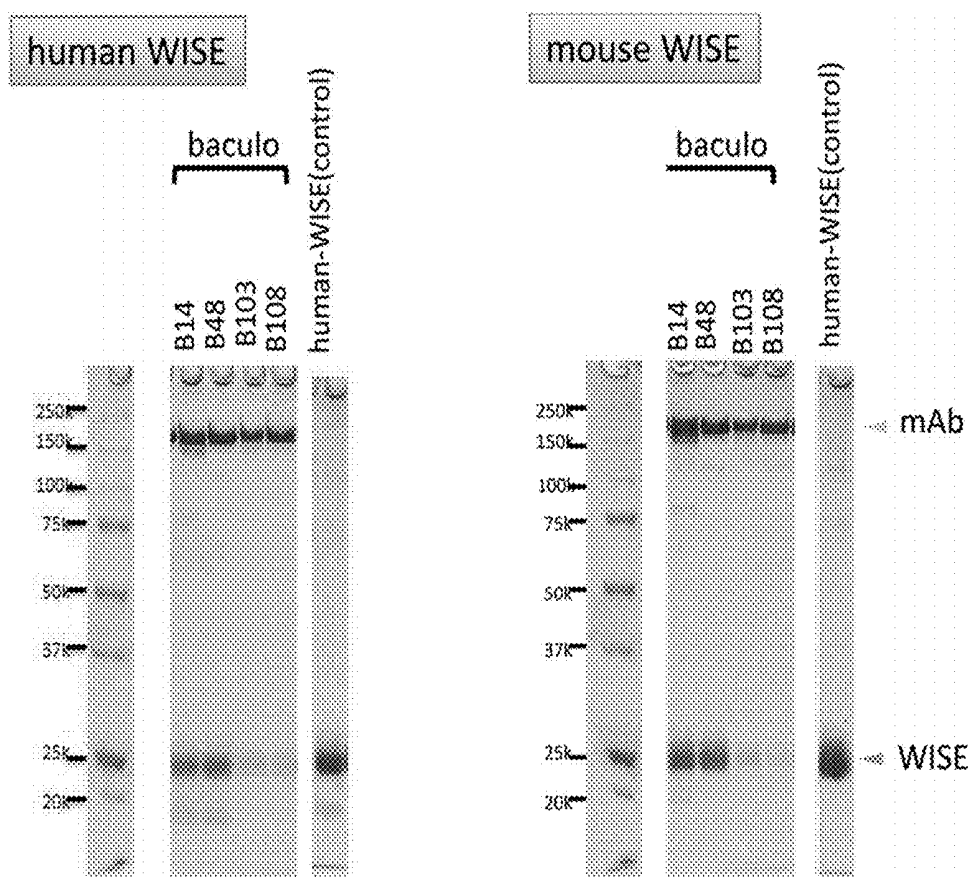 human WISE
baculo
B14
B48
B103
B108
human-WISE(control)
250k
150k
100k
75k
50k
37k
25k
20k
mouse WISE
baculo
B14
B48
B103
B108
human-WISE(control)
250k
150k
100k
75k
50k
37k
25k
20k
mAb
WISE